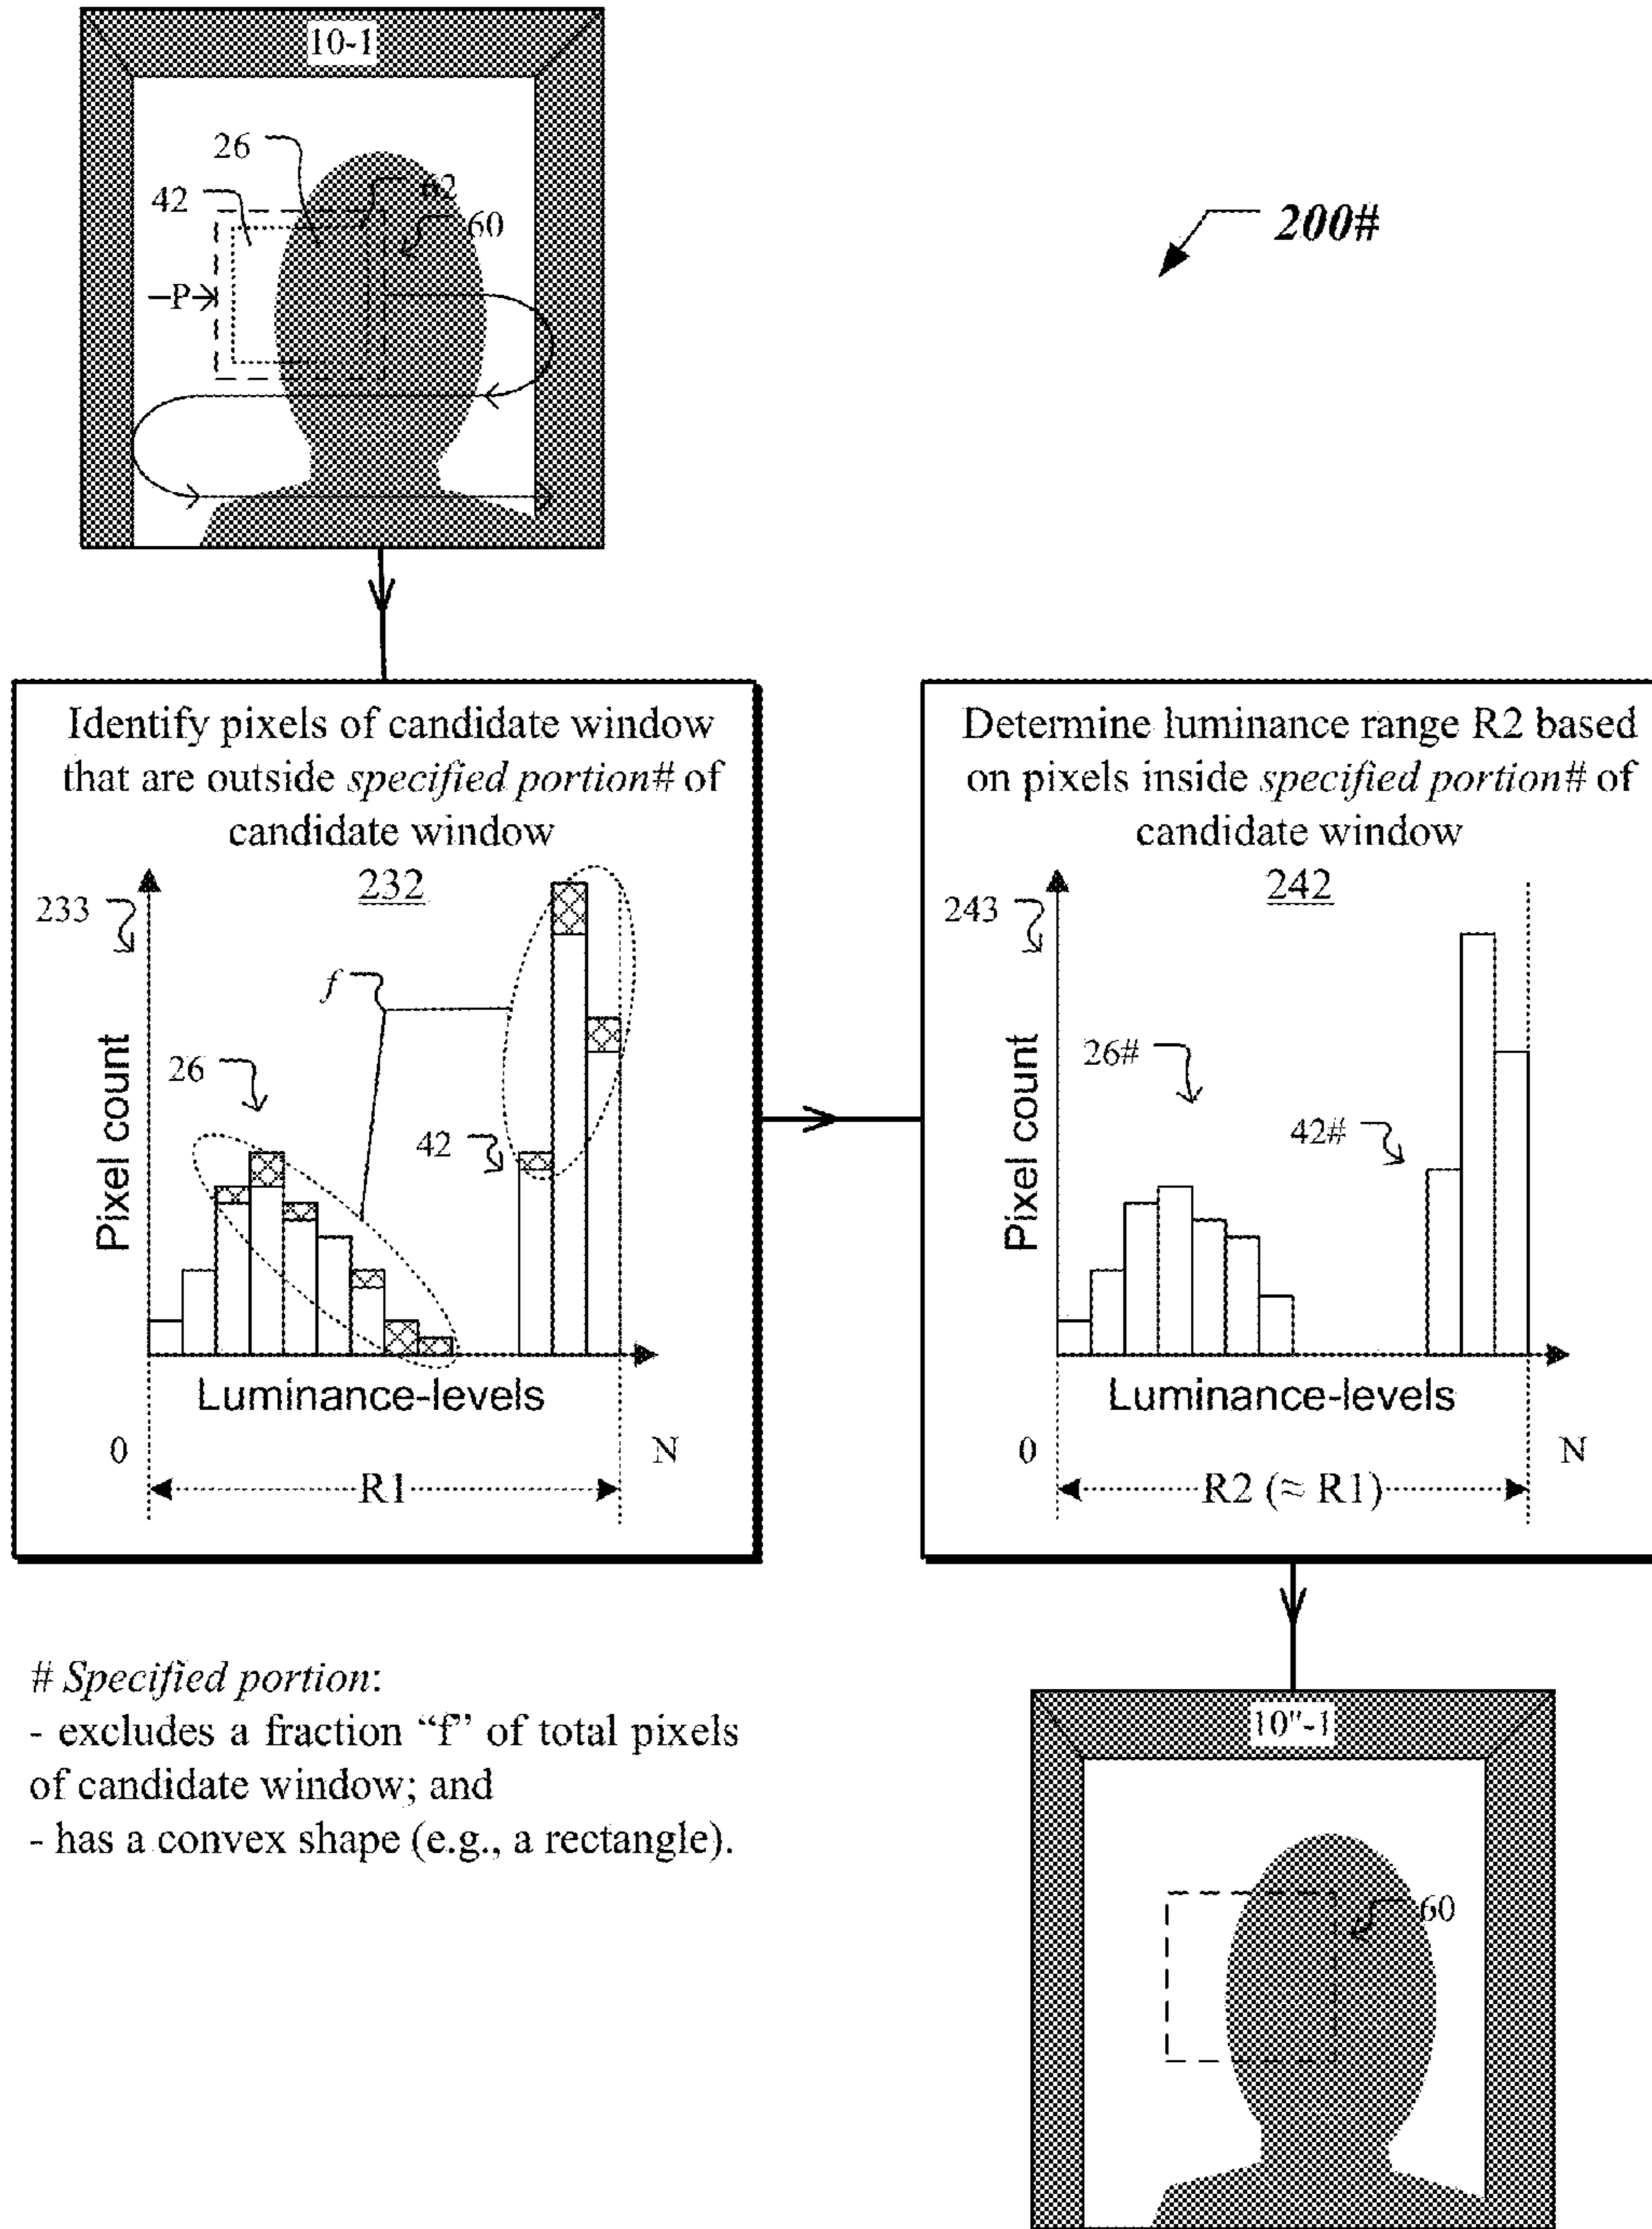 10-1
26
42
60
—P→
200#
Identify pixels of candidate window
that are outside specified portion# of
candidate window
232
233
f
26
42
Pixel count
Luminance-levels
0
N
R1
Determine luminance range R2 based
on pixels inside specified portion# of
candidate window
242
243
26#
42#
Pixel count
Luminance-levels
0
N
R2 (≈ R1)
# Specified portion:
- excludes a fraction “f” of total pixels
of candidate window; and
- has a convex shape (e.g., a rectangle).
10"-1
60